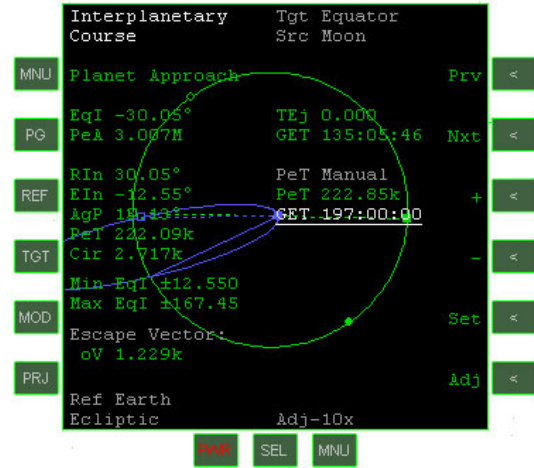 Interplanetary Tgt Equator
Course Src Moon
MNU Planet Approach Prv <
EqI -30.05° TEj 0.000
PG PeA 3.007M GET 135:05:46 Nxt <
RIn 30.05° PeT Manual
REF EIn -12.55° PeT 222.85k + <
AgP GET 197:00:00
TGT PeT 222.09k - <
Cir 2.717k
Min EqI ±12.550
MOD Max EqI ±167.45 Set <
Escape Vector:
oV 1.229k
PRJ Adj <
Ref Earth
Ecliptic Adj-10x
PWR SEL MNU